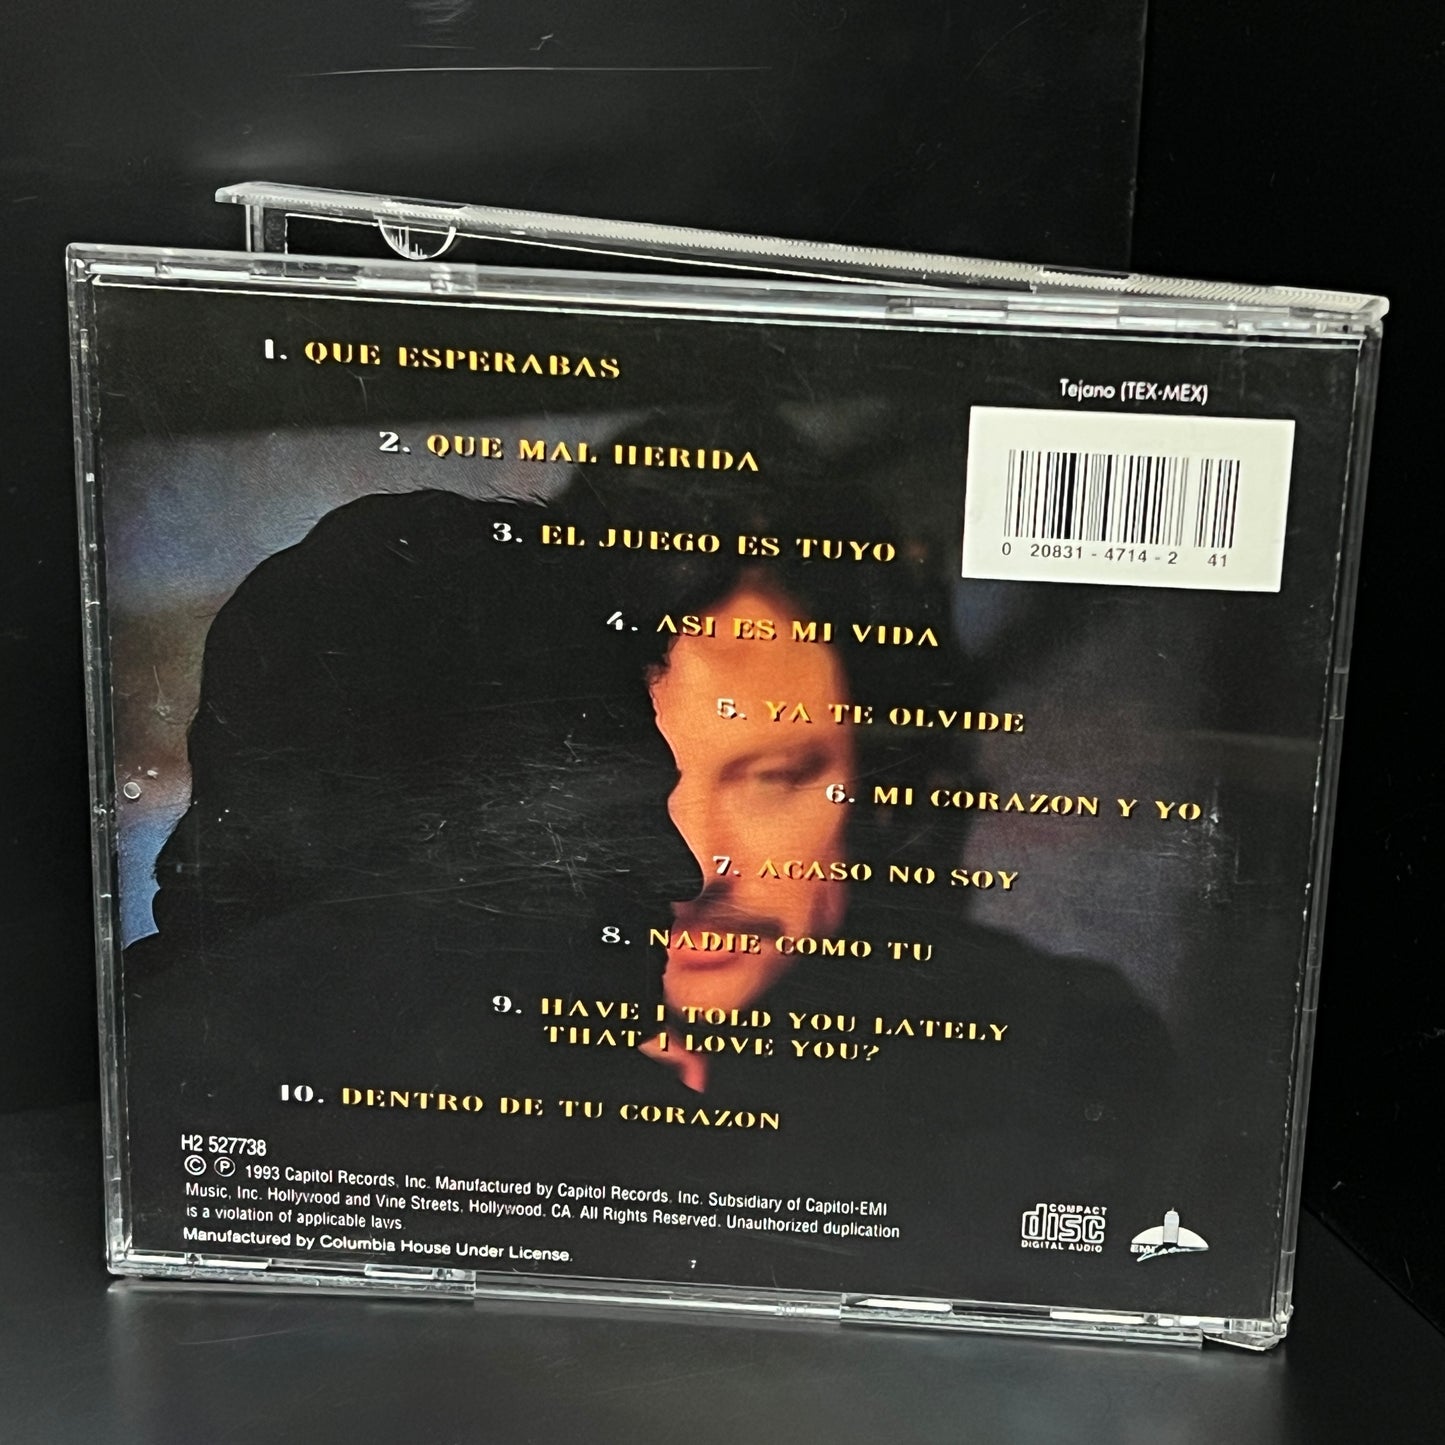 1. QUE ESPERABAS
Tejano (TEX-MEX)
2. QUE MAL HERIDA
0 20831-4714-2 41
3. EL JUEGO ES TUYO
4. ASI ES MI VIDA
5. YA TE OLVIDE
6. MI CORAZON Y YO
7. ACASO NO SOY
8. NADIE COMO TU
9. HAVE I TOLD YOU LATELY
THAT I LOVE YOU?
10. DENTRO DE TU CORAZON
H2 527738
© ℗ 1993 Capitol Records, Inc. Manufactured by Capitol Records, Inc. Subsidiary of Capitol-EMI
Music, Inc. Hollywood and Vine Streets, Hollywood, CA. All Rights Reserved. Unauthorized duplication
is a violation of applicable laws.
Manufactured by Columbia House Under License.
COMPACT
disc
DIGITAL AUDIO
EMI Latin